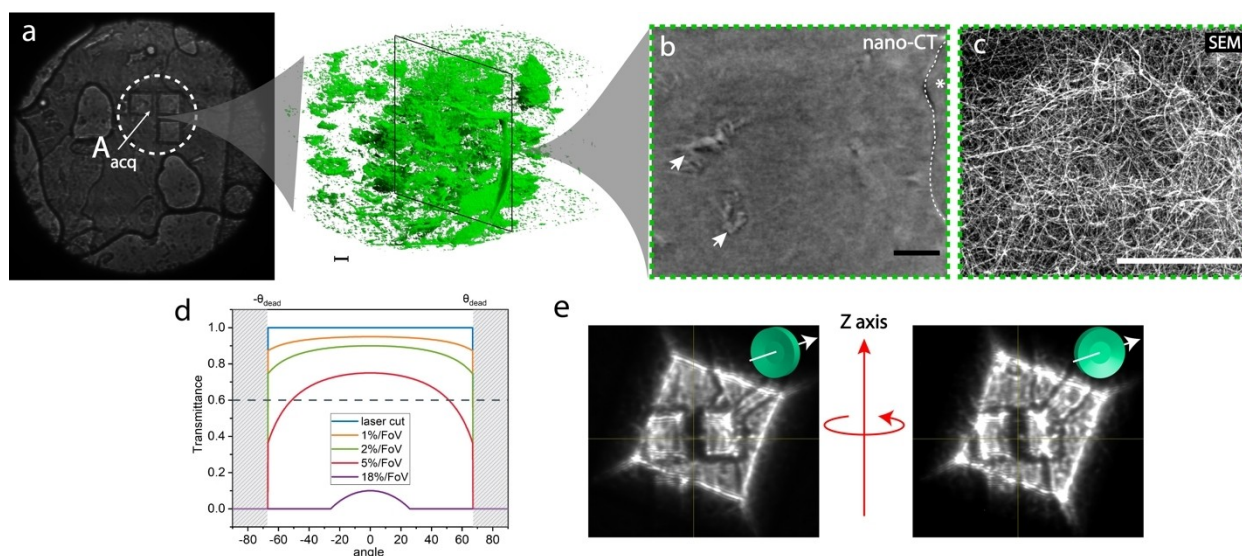 a
A acq
b
nano-CT
*
c
SEM
d
-θdead
θdead
1.0
0.8
0.6
0.4
0.2
0.0
Transmittance
laser cut
1%/FoV
2%/FoV
5%/FoV
18%/FoV
-80 -60 -40 -20 0 20 40 60 80
angle
e
Z axis